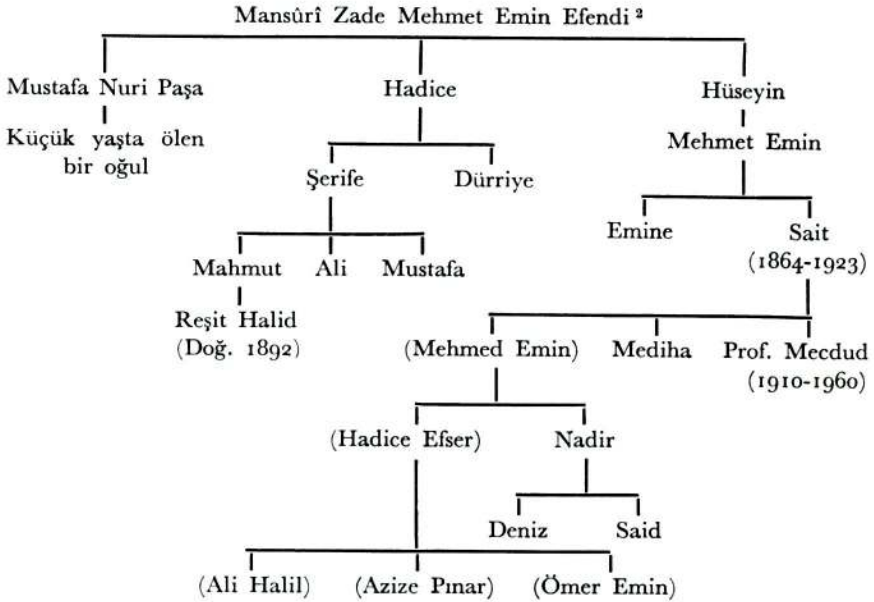 Mansûrî Zade Mehmet Emin Efendi ²
Mustafa Nuri Paşa Hadice Hüseyin
Küçük yaşta ölen
bir oğul
Mehmet Emin
Şerife Dürriye
Emine Sait
(1864-1923)
Mahmut Ali Mustafa
Reşit Halid
(Doğ. 1892)
(Mehmed Emin) Mediha Prof. Mecdud
(1910-1960)
(Hadice Efser) Nadir
Deniz Said
(Ali Halil) (Azize Pınar) (Ömer Emin)